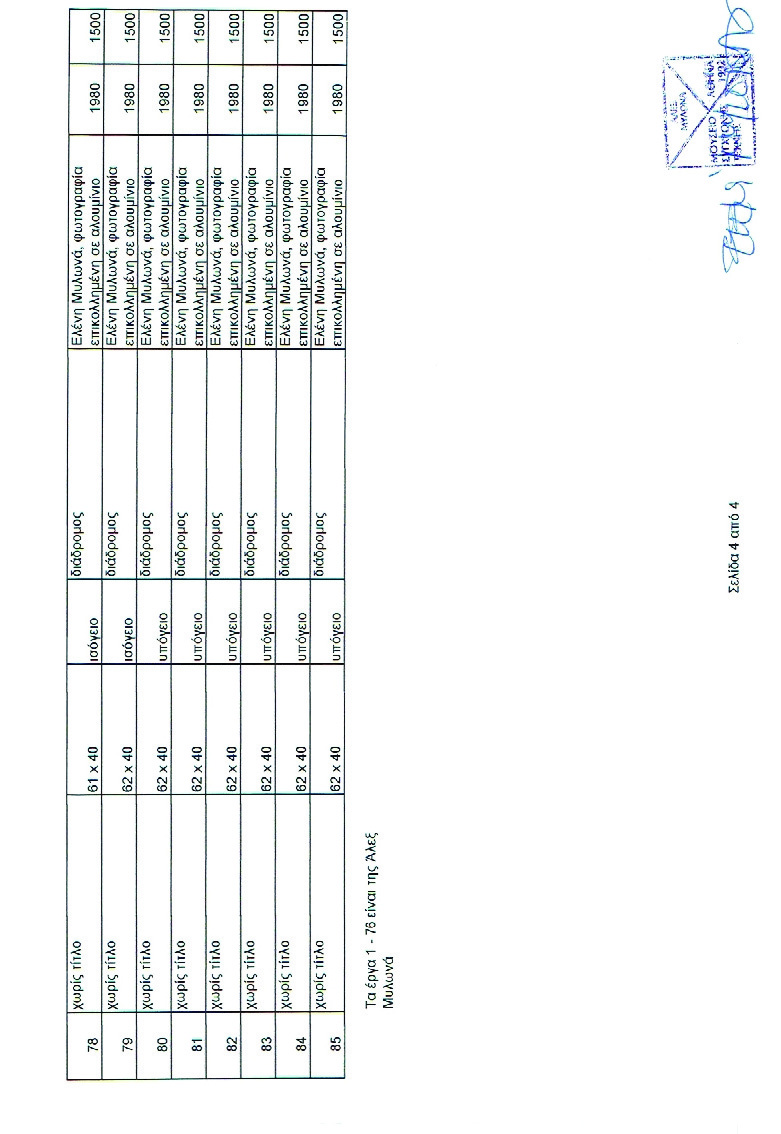 78 χωρίς τίτλο 61 x 40 ισόγειο διάδρομος Ελένη Μυλωνά, φωτογραφία επικολλημένη σε αλουμίνιο 1980 1500
79 χωρίς τίτλο 62 x 40 ισόγειο διάδρομος Ελένη Μυλωνά, φωτογραφία επικολλημένη σε αλουμίνιο 1980 1500
80 χωρίς τίτλο 62 x 40 υπόγειο διάδρομος Ελένη Μυλωνά, φωτογραφία επικολλημένη σε αλουμίνιο 1980 1500
81 χωρίς τίτλο 62 x 40 υπόγειο διάδρομος Ελένη Μυλωνά, φωτογραφία επικολλημένη σε αλουμίνιο 1980 1500
82 χωρίς τίτλο 62 x 40 υπόγειο διάδρομος Ελένη Μυλωνά, φωτογραφία επικολλημένη σε αλουμίνιο 1980 1500
83 χωρίς τίτλο 62 x 40 υπόγειο διάδρομος Ελένη Μυλωνά, φωτογραφία επικολλημένη σε αλουμίνιο 1980 1500
84 χωρίς τίτλο 62 x 40 υπόγειο διάδρομος Ελένη Μυλωνά, φωτογραφία επικολλημένη σε αλουμίνιο 1980 1500
85 χωρίς τίτλο 62 x 40 υπόγειο διάδρομος Ελένη Μυλωνά, φωτογραφία επικολλημένη σε αλουμίνιο 1980 1500
Τα έργα 1 - 76 είναι της Άλεξ
Μυλωνά
ΑΛΕΞ
ΜΥΛΩΝΑ
ΜΟΥΣΕΙΟ ΑΘΗΝΑ
ΣΥΓΧΡΟΝΗΣ
ΤΕΧΝΗΣ
Σελίδα 4 από 4